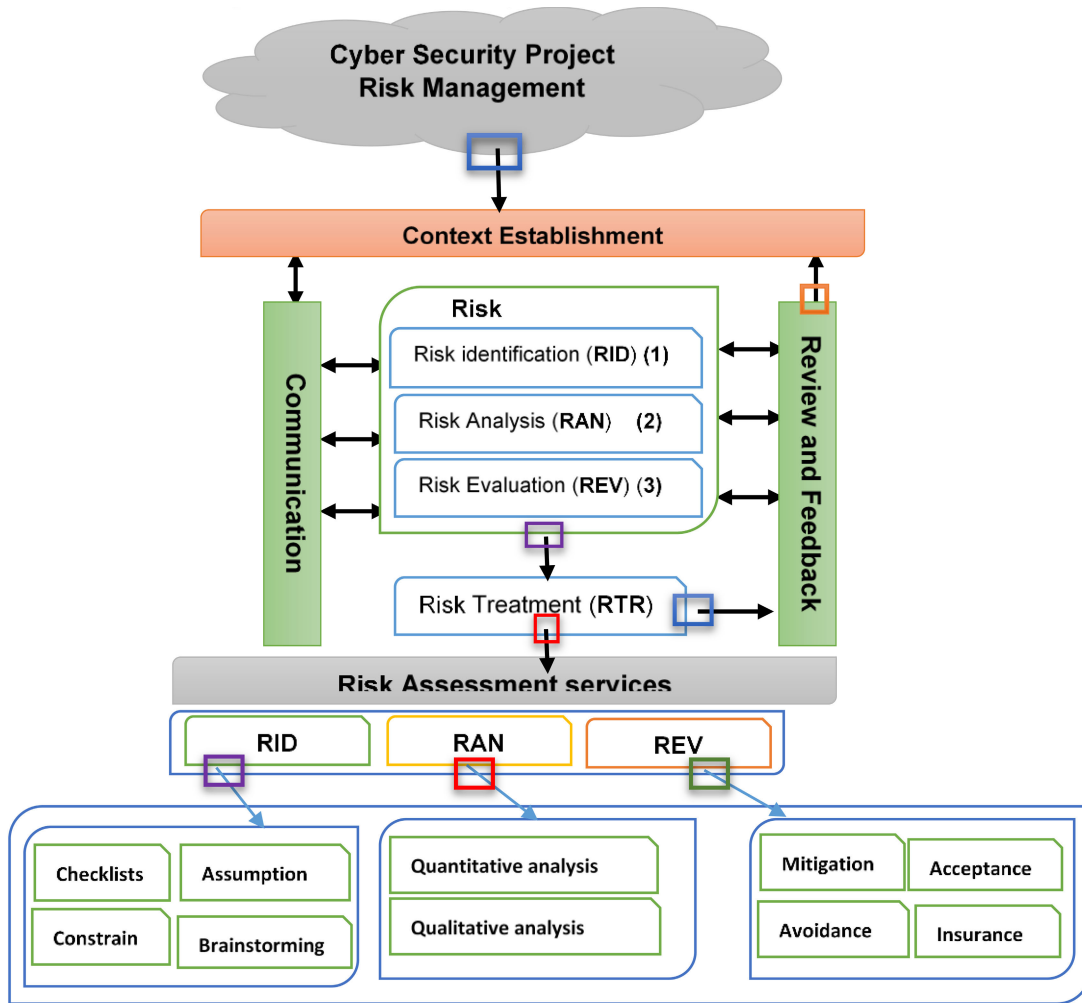 Cyber Security Project
Risk Management
Context Establishment
Communication
Risk
Risk identification (RID) (1)
Risk Analysis (RAN) (2)
Risk Evaluation (REV) (3)
Review and Feedback
Risk Treatment (RTR)
Risk Assessment services
RID
RAN
REV
Checklists
Assumption
Constrain
Brainstorming
Quantitative analysis
Qualitative analysis
Mitigation
Acceptance
Avoidance
Insurance